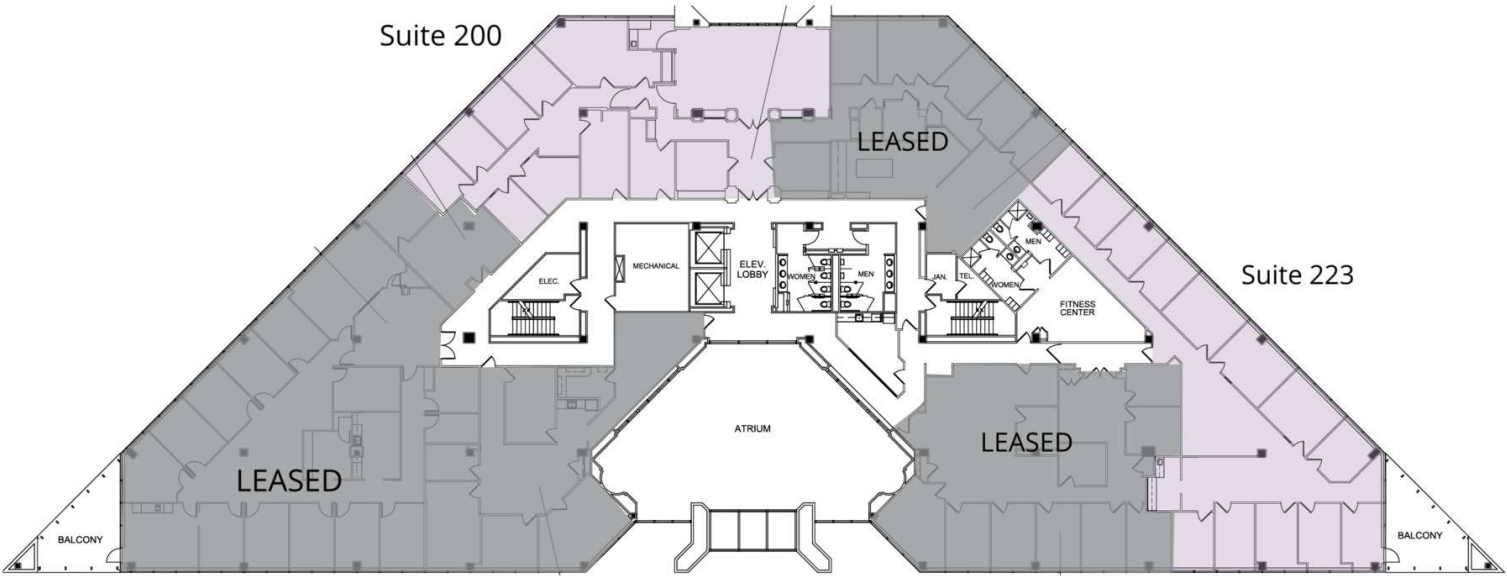 Suite 200
LEASED
MEN
ELEV.
LOBBY
MECHANICAL
WOMEN
MEN
JAN.
TEL.
ELEC.
WOMEN
Suite 223
FITNESS
CENTER
ATRIUM
LEASED
LEASED
BALCONY
BALCONY